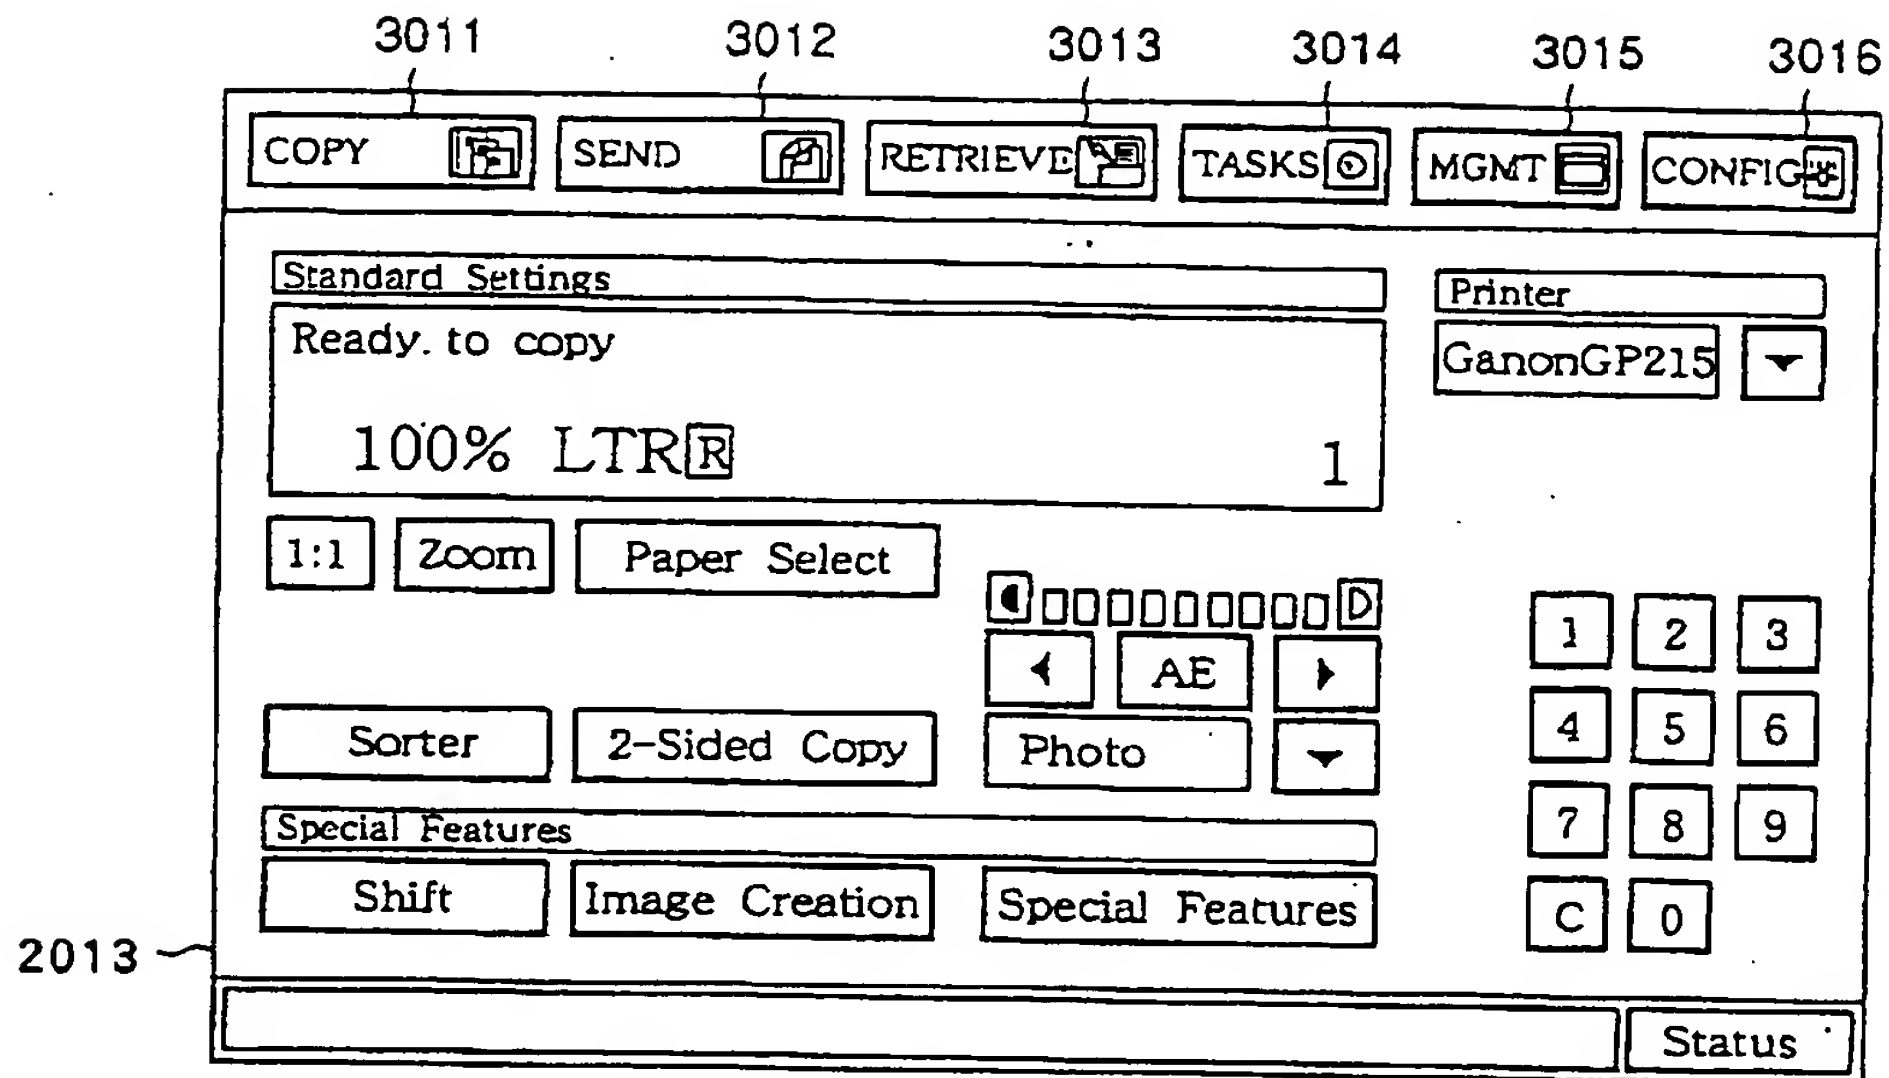 3011 3012 3013 3014 3015 3016
COPY SEND RETRIEVE TASKS MGMT CONFIG
Standard Settings
Printer
Ready to copy
GanonGP215
100% LTR R 1
1:1 Zoom Paper Select
1 2 3
AE
4 5 6
Sorter 2-Sided Copy Photo
7 8 9
Special Features
Shift Image Creation Special Features
C 0
2013
Status